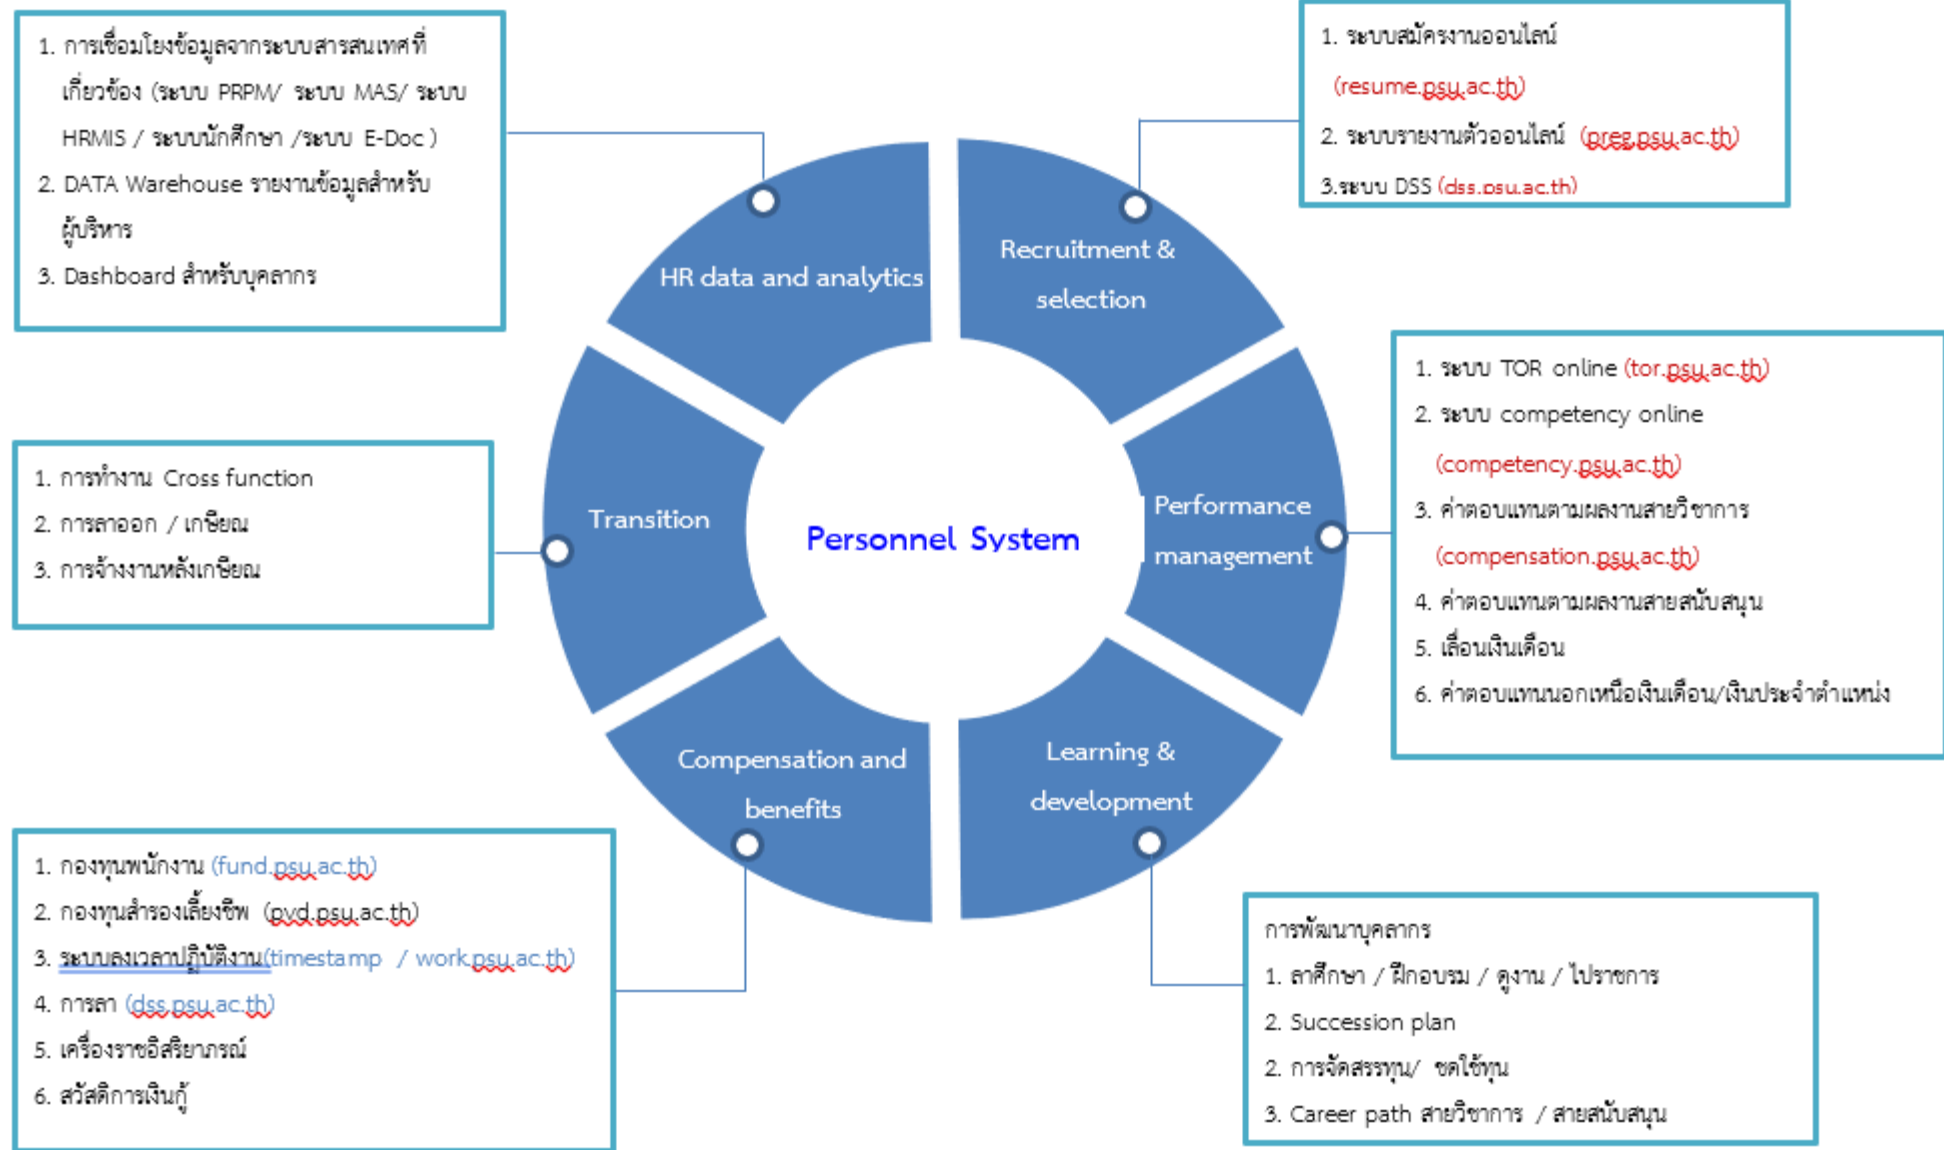 1. การเชื่อมโยงข้อมูลจากระบบสารสนเทศที่
เกี่ยวข้อง (ระบบ PRPM/ ระบบ MAS/ ระบบ
HRMIS / ระบบนักศึกษา /ระบบ E-Doc )
2. DATA Warehouse รายงานข้อมูลสำหรับ
ผู้บริหาร
3. Dashboard สำหรับบุคลากร
1. ระบบสมัครงานออนไลน์
(resume.psu.ac.th)
2. ระบบรายงานตัวออนไลน์ (preg.psu.ac.th)
3.ระบบ DSS (dss.psu.ac.th)
HR data and analytics
Recruitment &
selection
1. ระบบ TOR online (tor.psu.ac.th)
2. ระบบ competency online
(competency.psu.ac.th)
3. ค่าตอบแทนตามผลงานสายวิชาการ
(compensation.psu.ac.th)
4. ค่าตอบแทนตามผลงานสายสนับสนุน
5. เลื่อนเงินเดือน
6. ค่าตอบแทนนอกเหนือเงินเดือน/เงินประจำตำแหน่ง
1. การทำงาน Cross function
2. การลาออก / เกษียณ
3. การจ้างงานหลังเกษียณ
Transition
Personnel System
Performance
management
Compensation and
benefits
Learning &
development
1. กองทุนพนักงาน (fund.psu.ac.th)
2. กองทุนสำรองเลี้ยงชีพ (pvd.psu.ac.th)
3. ระบบลงเวลาปฏิบัติงาน(timestamp / work.psu.ac.th)
4. การลา (dss.psu.ac.th)
5. เครื่องราชอิสริยาภรณ์
6. สวัสดิการเงินกู้
การพัฒนาบุคลากร
1. ลาศึกษา / ฝึกอบรม / ดูงาน / ไปราชการ
2. Succession plan
2. การจัดสรรทุน/ ชดใช้ทุน
3. Career path สายวิชาการ / สายสนับสนุน